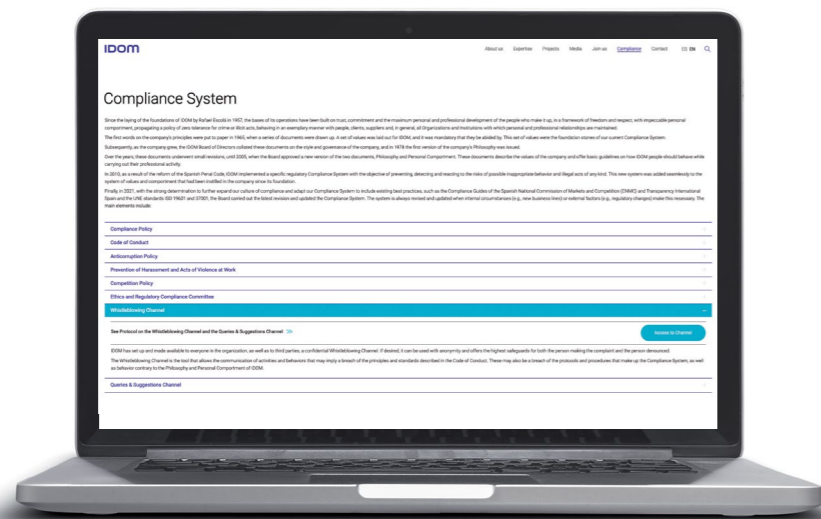 IDOM
About us Expertise Projects Media Join us Compliance Contact ES EN
Compliance System
Since the laying of the foundations of IDOM by Rafael Escolá in 1957, the bases of its operations have been built on trust, commitment and the maximum personal and professional development of the people who make it up, in a framework of freedom and respect, with impeccable personal
comportment, propagating a policy of zero tolerance for crime or illicit acts, behaving in an exemplary manner with people, clients, suppliers and, in general, all Organizations and Institutions with which personal and professional relationships are maintained.
The first words on the company's principles were put to paper in 1965, when a series of documents were drawn up. A set of values was laid out for IDOM, and it was mandatory that they be abided by. This set of values were the foundation stones of our current Compliance System.
Subsequently, as the company grew, the IDOM Board of Directors collated these documents on the style and governance of the company, and in 1978 the first version of the company's Philosophy was issued.
Over the years, these documents underwent small revisions, until 2005, when the Board approved a new version of the two documents, Philosophy and Personal Comportment. These documents describe the values of the company and offer basic guidelines on how IDOM people should behave while
carrying out their professional activity.
In 2010, as a result of the reform of the Spanish Penal Code, IDOM implemented a specific regulatory Compliance System with the objective of preventing, detecting and reacting to the risks of possible inappropriate behavior and illegal acts of any kind. This new system was added seamlessly to the
system of values and comportment that had been instilled in the company since its foundation.
Finally, in 2021, with the strong determination to further expand our culture of compliance and adapt our Compliance System to include existing best practices, such as the Compliance Guides of the Spanish National Commission of Markets and Competition (CNMC) and Transparency International
Spain and the UNE standards ISO 19601 and 37001, the Board carried out the latest revision and updated the Compliance System. The system is always revised and updated when internal circumstances (e.g., new business lines) or external factors (e.g., regulatory changes) make this necessary. The
main elements include:
Compliance Policy
Code of Conduct
Anticorruption Policy
Prevention of Harassment and Acts of Violence at Work
Competition Policy
Ethics and Regulatory Compliance Committee
Whistleblowing Channel
See Protocol on the Whistleblowing Channel and the Queries & Suggestions Channel
Access to Channel
IDOM has set up and made available to everyone in the organization, as well as to third parties, a confidential Whistleblowing Channel. If desired, it can be used with anonymity and offers the highest safeguards for both the person making the complaint and the person denounced.
The Whistleblowing Channel is the tool that allows the communication of activities and behaviors that may imply a breach of the principles and standards described in the Code of Conduct. These may also be a breach of the protocols and procedures that make up the Compliance System, as well
as behavior contrary to the Philosophy and Personal Comportment of IDOM.
Queries & Suggestions Channel